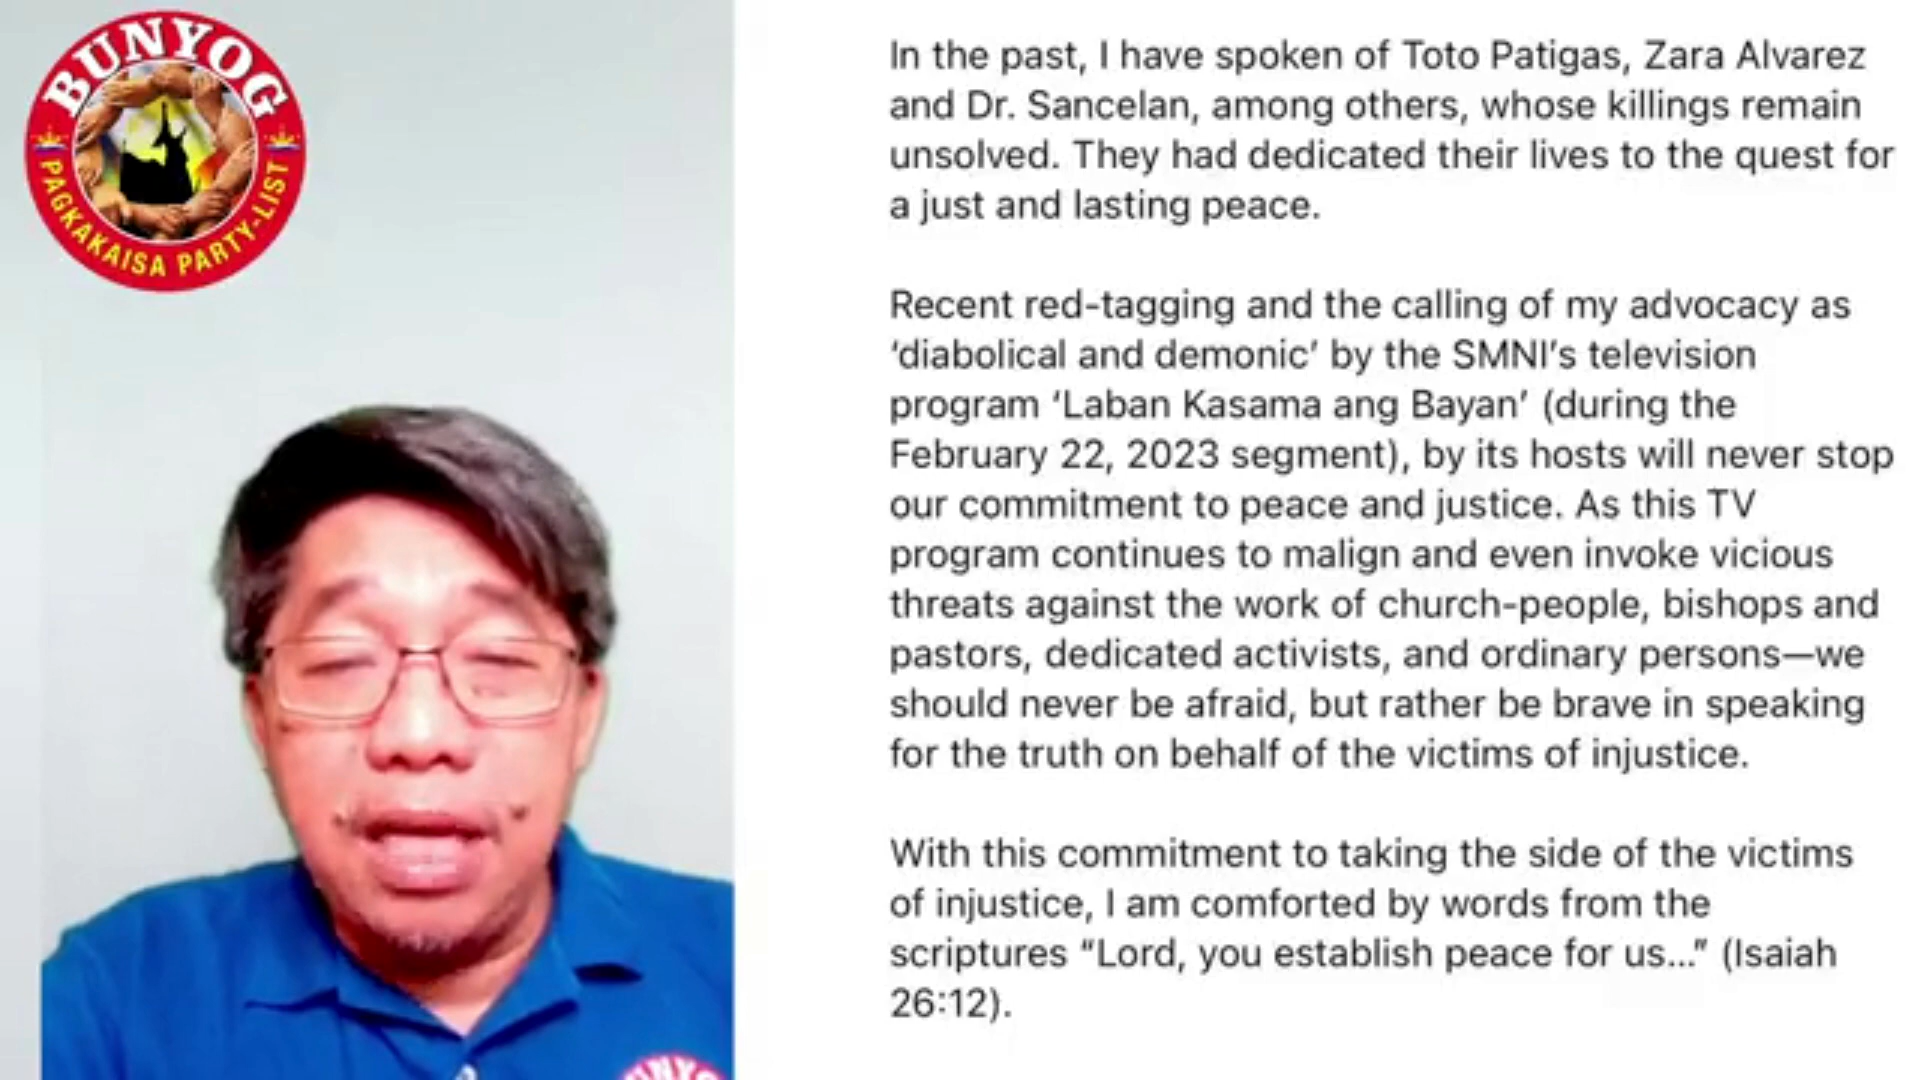 BUNYOG
PAGKAKAISA PARTY-LIST
In the past, I have spoken of Toto Patigas, Zara Alvarez
and Dr. Sancelan, among others, whose killings remain
unsolved. They had dedicated their lives to the quest for
a just and lasting peace.
Recent red-tagging and the calling of my advocacy as
‘diabolical and demonic’ by the SMNI’s television
program ‘Laban Kasama ang Bayan’ (during the
February 22, 2023 segment), by its hosts will never stop
our commitment to peace and justice. As this TV
program continues to malign and even invoke vicious
threats against the work of church-people, bishops and
pastors, dedicated activists, and ordinary persons—we
should never be afraid, but rather be brave in speaking
for the truth on behalf of the victims of injustice.
With this commitment to taking the side of the victims
of injustice, I am comforted by words from the
scriptures “Lord, you establish peace for us...” (Isaiah
26:12).